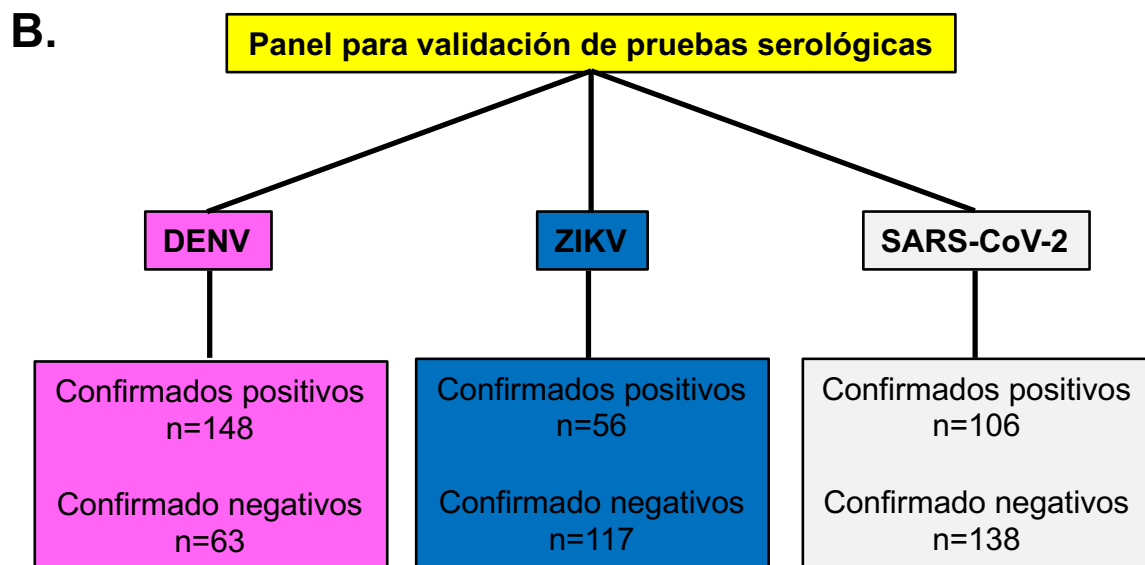 B.
Panel para validación de pruebas serológicas
DENV
ZIKV
SARS-CoV-2
Confirmados positivos
n=148
Confirmado negativos
n=63
Confirmados positivos
n=56
Confirmado negativos
n=117
Confirmados positivos
n=106
Confirmado negativos
n=138